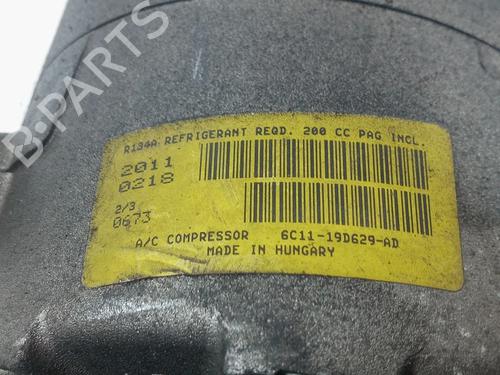 B-PARTS
R134A REFRIGERANT REQD. 200 CC PAG INCL.
2011
0218
2/3
0673
A/C COMPRESSOR 6C11-19D629-AD
MADE IN HUNGARY